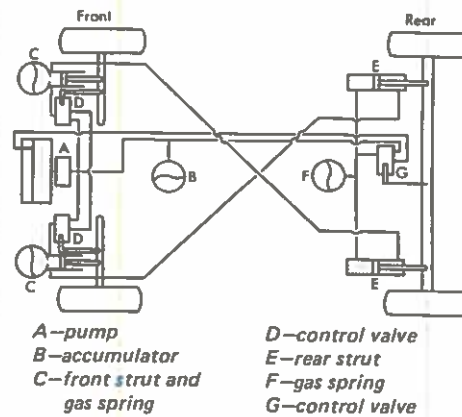 Front
Rear
C
E
D
A
B
F
G
D
C
E
A—pump
B—accumulator
C—front strut and
gas spring
D—control valve
E—rear strut
F—gas spring
G—control valve